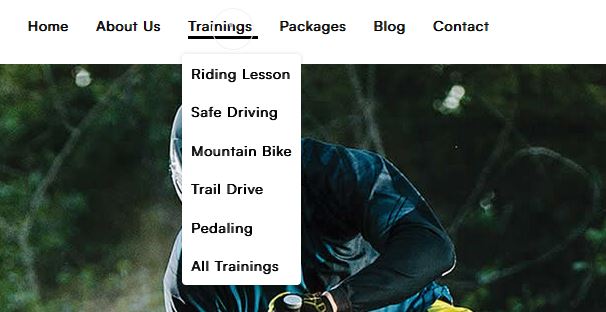 Home About Us Trainings Packages Blog Contact
Riding Lesson
Safe Driving
Mountain Bike
Trail Drive
Pedaling
All Trainings